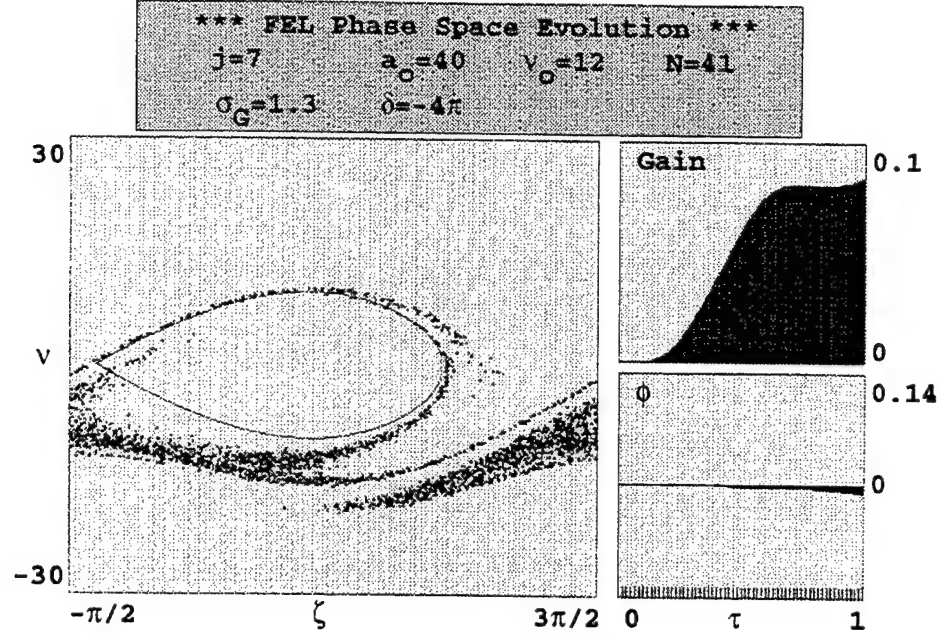 *** FEL Phase Space Evolution ***
j=7 a₀=40 ν₀=12 N=41
σ_G=1.3 δ=-4π
30
ν
-30
-π/2 ζ 3π/2
Gain
0.1
0
ϕ
0.14
0
0 τ 1